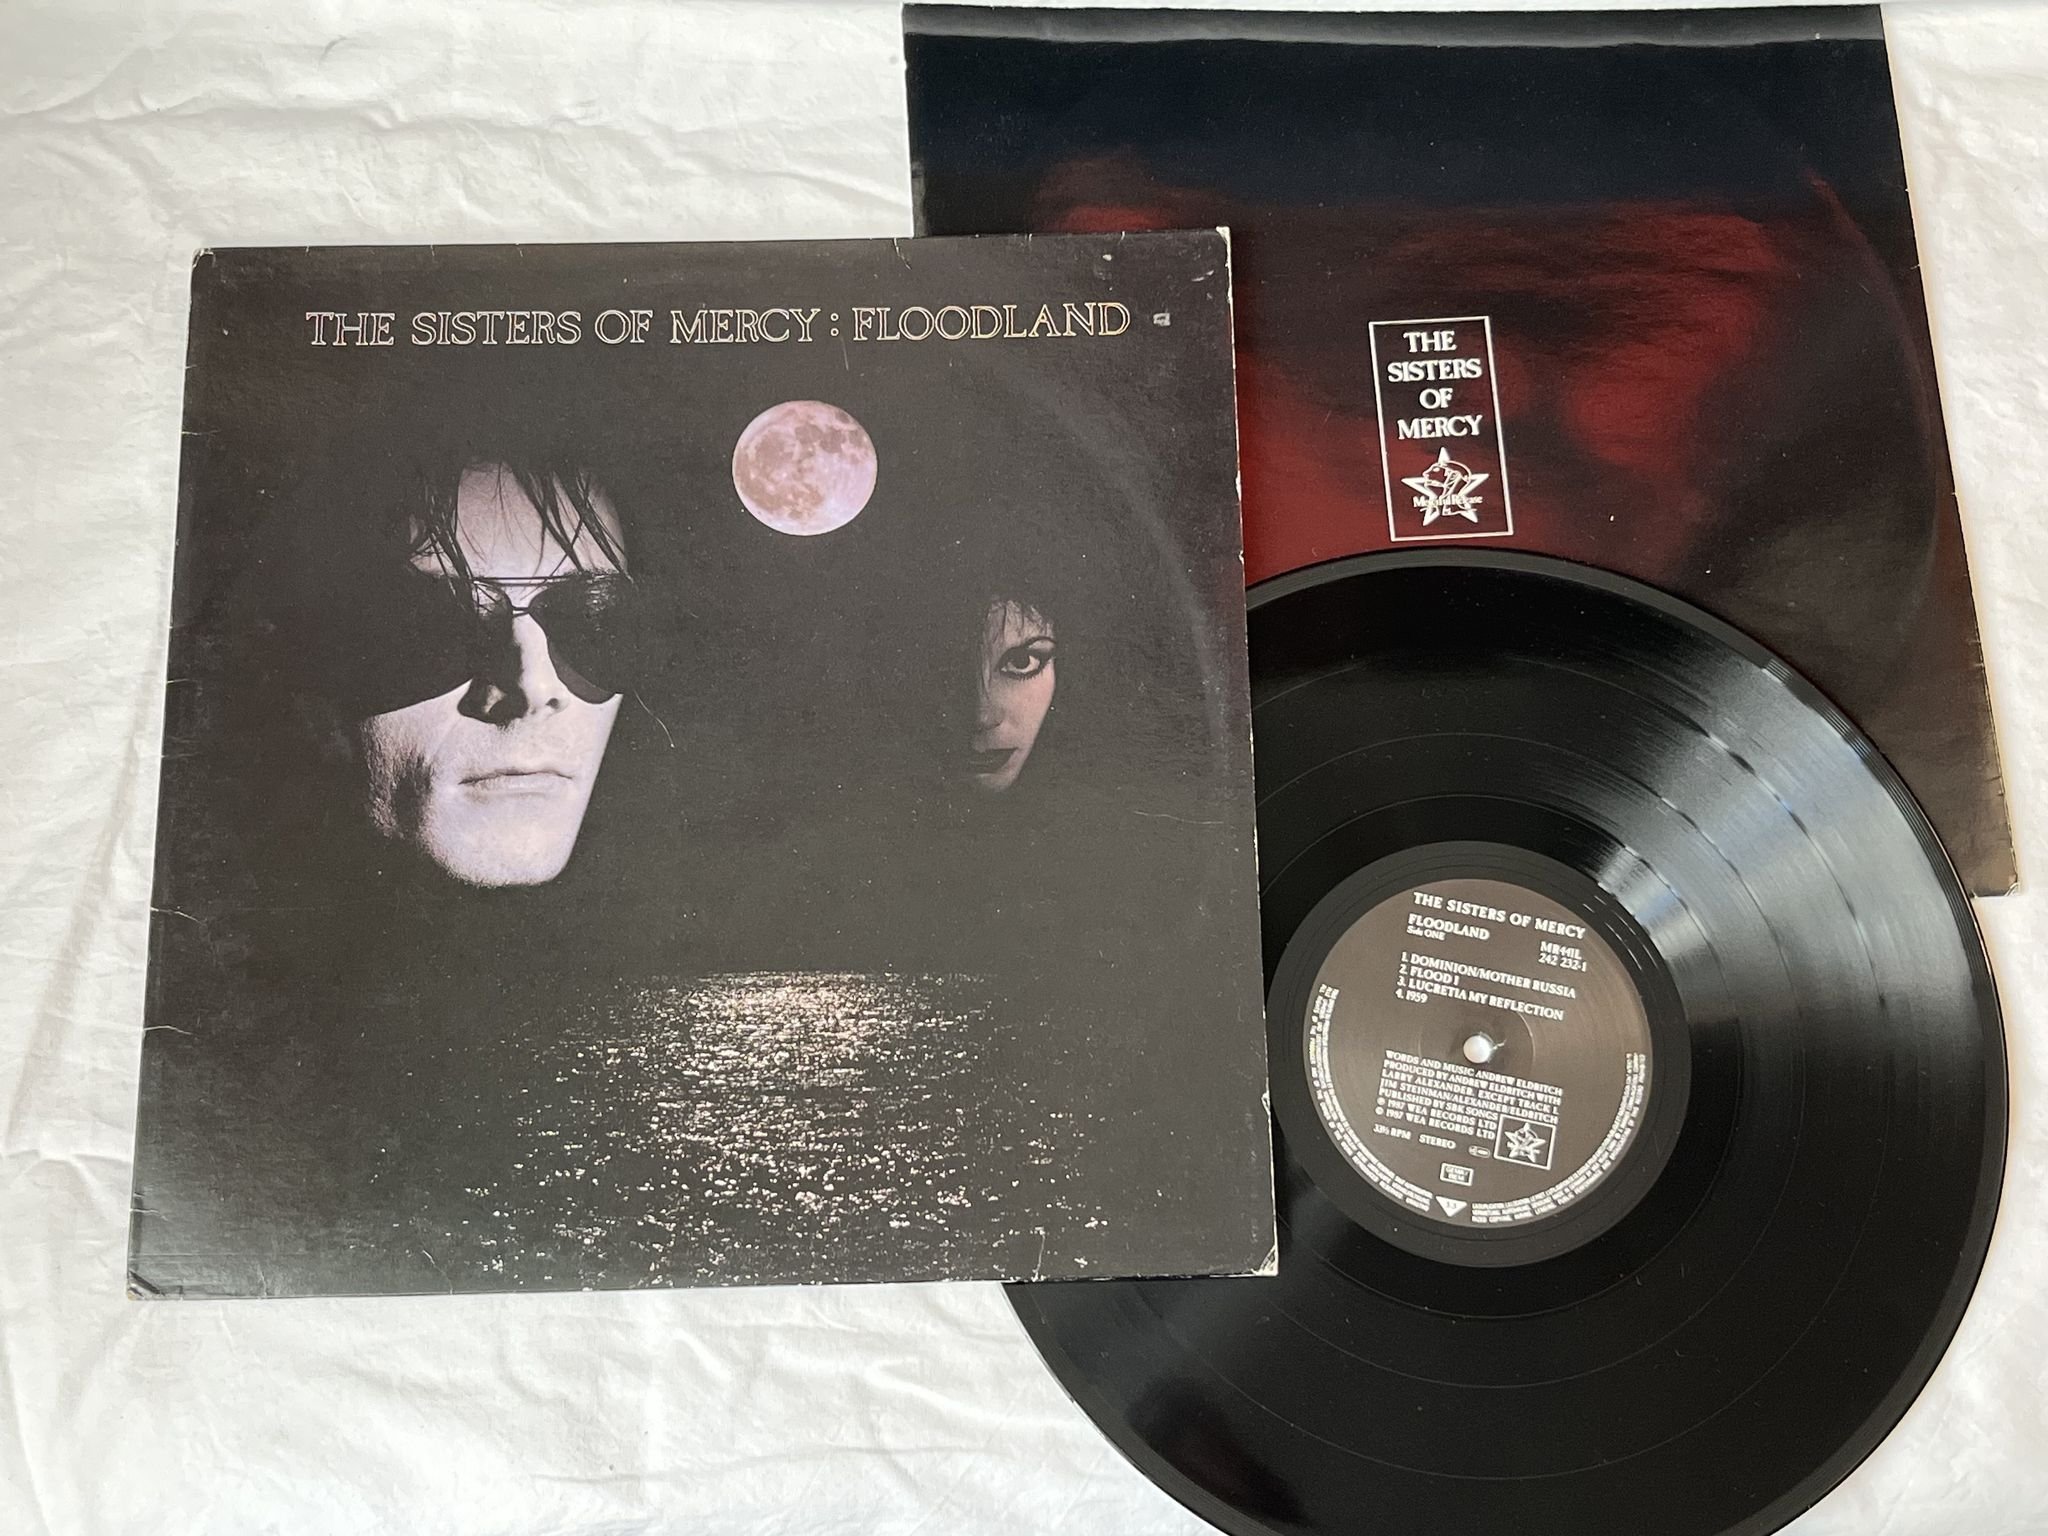 THE SISTERS OF MERCY : FLOODLAND
THE
SISTERS
OF
MERCY
Merciful Release
THE SISTERS OF MERCY
FLOODLAND
Side ONE
MR441L
242 232-1
1. DOMINION/MOTHER RUSSIA
2. FLOOD I
3. LUCRETIA MY REFLECTION
4. 1959
WORDS AND MUSIC ANDREW ELDRITCH
PRODUCED BY ANDREW ELDRITCH WITH
LARRY ALEXANDER. EXCEPT TRACK 1.
JIM STEINMAN/ALEXANDER/ELDRITCH
PUBLISHED BY SBK SONGS
℗ 1987 WEA RECORDS LTD
© 1987 WEA RECORDS LTD
33⅓ RPM STEREO
GEMA